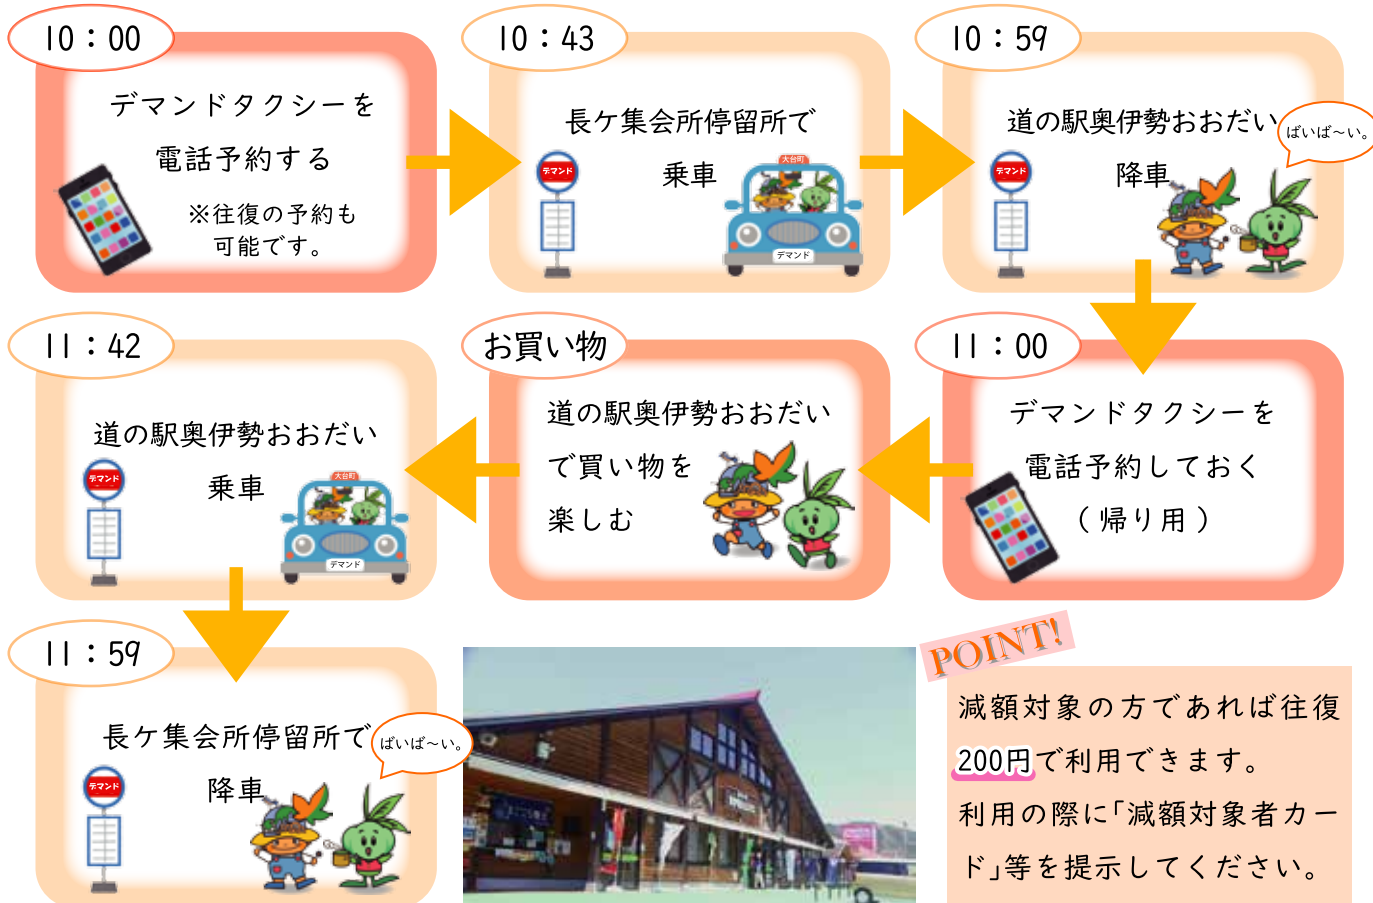 10：00
デマンドタクシーを
電話予約する
※往復の予約も
可能です。
10：43
長ケ集会所停留所で
乗車
デマンド
大台町
デマンド
10：59
道の駅奥伊勢おおだい
降車
デマンド
ばいば～い。
11：00
デマンドタクシーを
電話予約しておく
（帰り用）
お買い物
道の駅奥伊勢おおだい
で買い物を
楽しむ
11：42
道の駅奥伊勢おおだい
乗車
デマンド
大台町
デマンド
11：59
長ケ集会所停留所で
降車
デマンド
ばいば～い。
POINT!
減額対象の方であれば往復
200円で利用できます。
利用の際に「減額対象者カー
ド」等を提示してください。